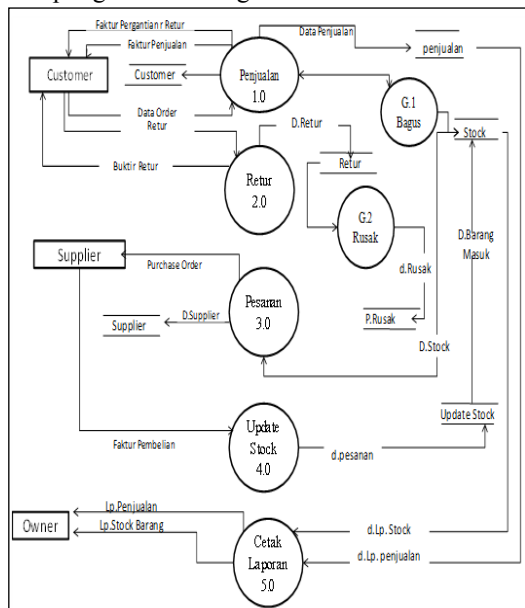 Faktur Pergantian r Retur
Data Penjualan
Faktur Penjualan
penjualan
Customer
Customer
Penjualan
1.0
G.1
Bagus
Data Order
Retur
D.Retur
Stock
Buktir Retur
Retur
2.0
Retur
G.2
Rusak
D.Barang
Masuk
Supplier
Purchase Order
d.Rusak
Pesanan
3.0
D.Supplier
Supplier
P.Rusak
D.Stock
Update Stock
Update
Stock
4.0
Faktur Pembelian
d.pesanan
Lp.Penjualan
Owner
Lp.Stock Barang
d.Lp. Stock
Cetak
Laporan
5.0
d.Lp. penjualan